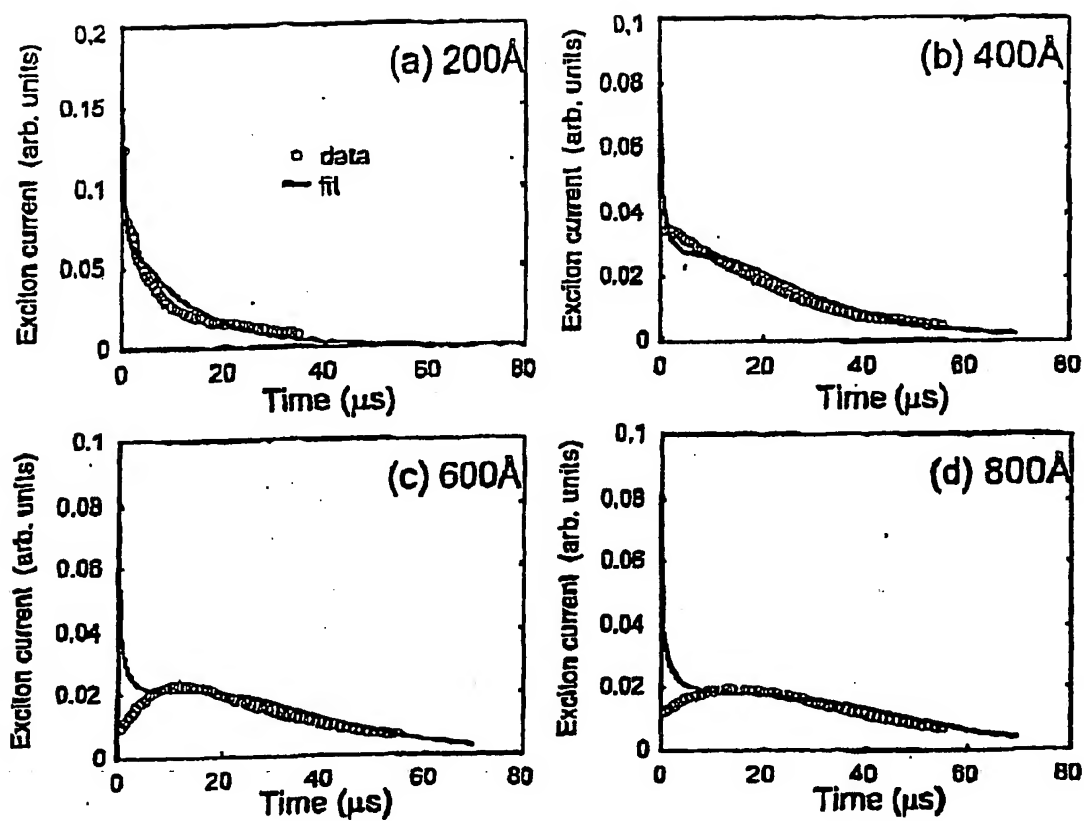 (a) 200Å
Exciton current (arb. units)
0,2
0.15
0.1
0.05
0
data
fit
0 20 40 60 80
Time (μs)
(b) 400Å
Exciton current (arb. units)
0,1
0.08
0,06
0.04
0.02
0
0 20 40 60 80
Time (μs)
(c) 600Å
Exciton current (arb. units)
0.1
0.08
0.06
0.04
0.02
0
0 20 40 60 80
Time (μs)
(d) 800Å
Exciton current (arb. units)
0,1
0.08
0.06
0.04
0.02
0
0 20 40 60 80
Time (μs)